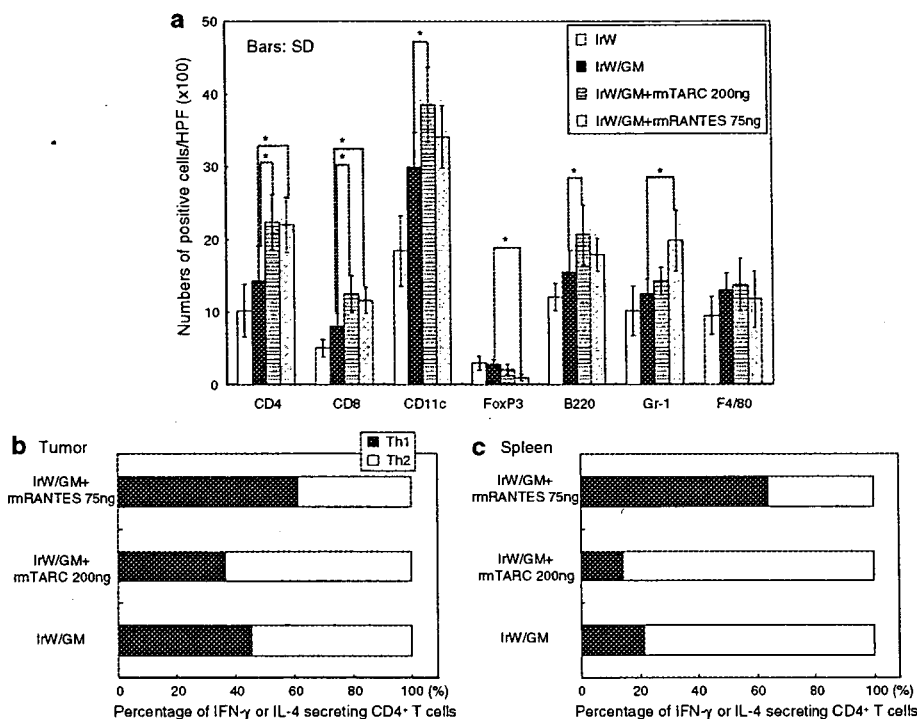 a
Bars: SD
IrW
IrW/GM
IrW/GM+rmTARC 200ng
IrW/GM+rmRANTES 75ng
Numbers of positive cells/HPF (x100)
50
40
30
20
10
0
*
*
*
*
*
*
*
*
CD4
CD8
CD11c
FoxP3
B220
Gr-1
F4/80
b Tumor
Th1
Th2
IrW/GM+
rmRANTES 75ng
IrW/GM+
rmTARC 200ng
IrW/GM
0 20 40 60 80 100 (%)
Percentage of IFN-γ or IL-4 secreting CD4⁺ T cells
c Spleen
IrW/GM+
rmRANTES 75ng
IrW/GM+
rmTARC 200ng
IrW/GM
0 20 40 60 80 100 (%)
Percentage of IFN-γ or IL-4 secreting CD4⁺ T cells